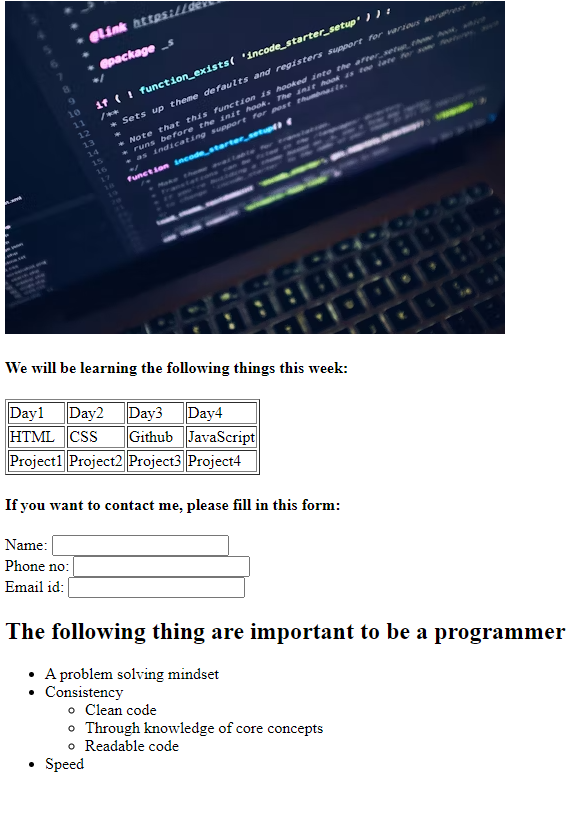 @link https://dev
@package _s
*/
if ( ! function_exists( 'incode_starter_setup' ) ) :
/**
* Sets up theme defaults and registers support for various WordPress
*
* Note that this function is hooked into the after_setup_theme hook, which
* runs before the init hook. The init hook is too late for some features, such
* as indicating support for post thumbnails.
*/
function incode_starter_setup() {
We will be learning the following things this week:
Day1 Day2 Day3 Day4
HTML CSS Github JavaScript
Project1 Project2 Project3 Project4
If you want to contact me, please fill in this form:
Name:
Phone no:
Email id:
The following thing are important to be a programmer
A problem solving mindset
Consistency
Clean code
Through knowledge of core concepts
Readable code
Speed